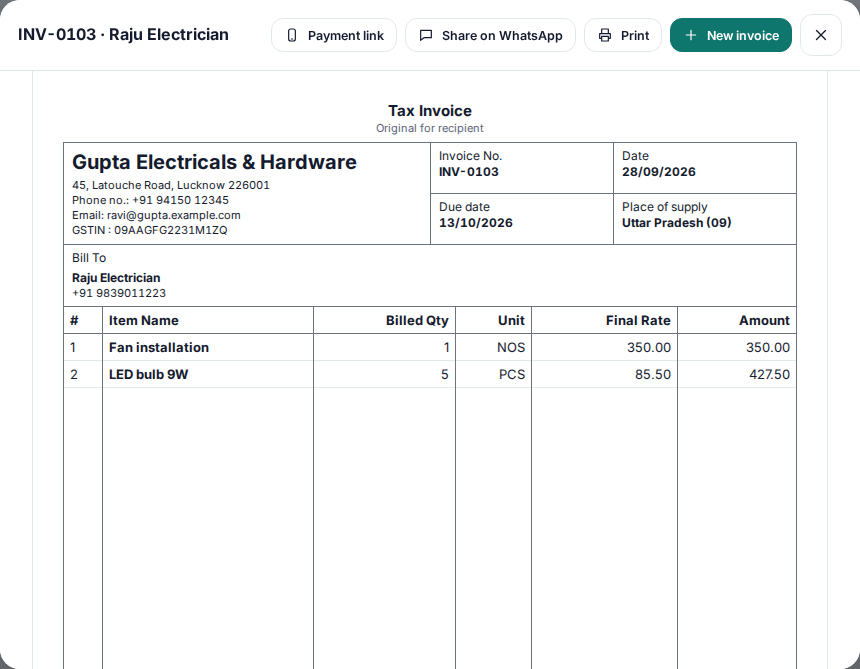 INV-0103 · Raju Electrician
Payment link
Share on WhatsApp
Print
New invoice
Tax Invoice
Original for recipient
Gupta Electricals & Hardware
45, Latouche Road, Lucknow 226001
Phone no.: +91 94150 12345
Email: ravi@gupta.example.com
GSTIN : 09AAGFG2231M1ZQ
Invoice No.
INV-0103
Date
28/09/2026
Due date
13/10/2026
Place of supply
Uttar Pradesh (09)
Bill To
Raju Electrician
+91 9839011223
# Item Name Billed Qty Unit Final Rate Amount
1 Fan installation 1 NOS 350.00 350.00
2 LED bulb 9W 5 PCS 85.50 427.50